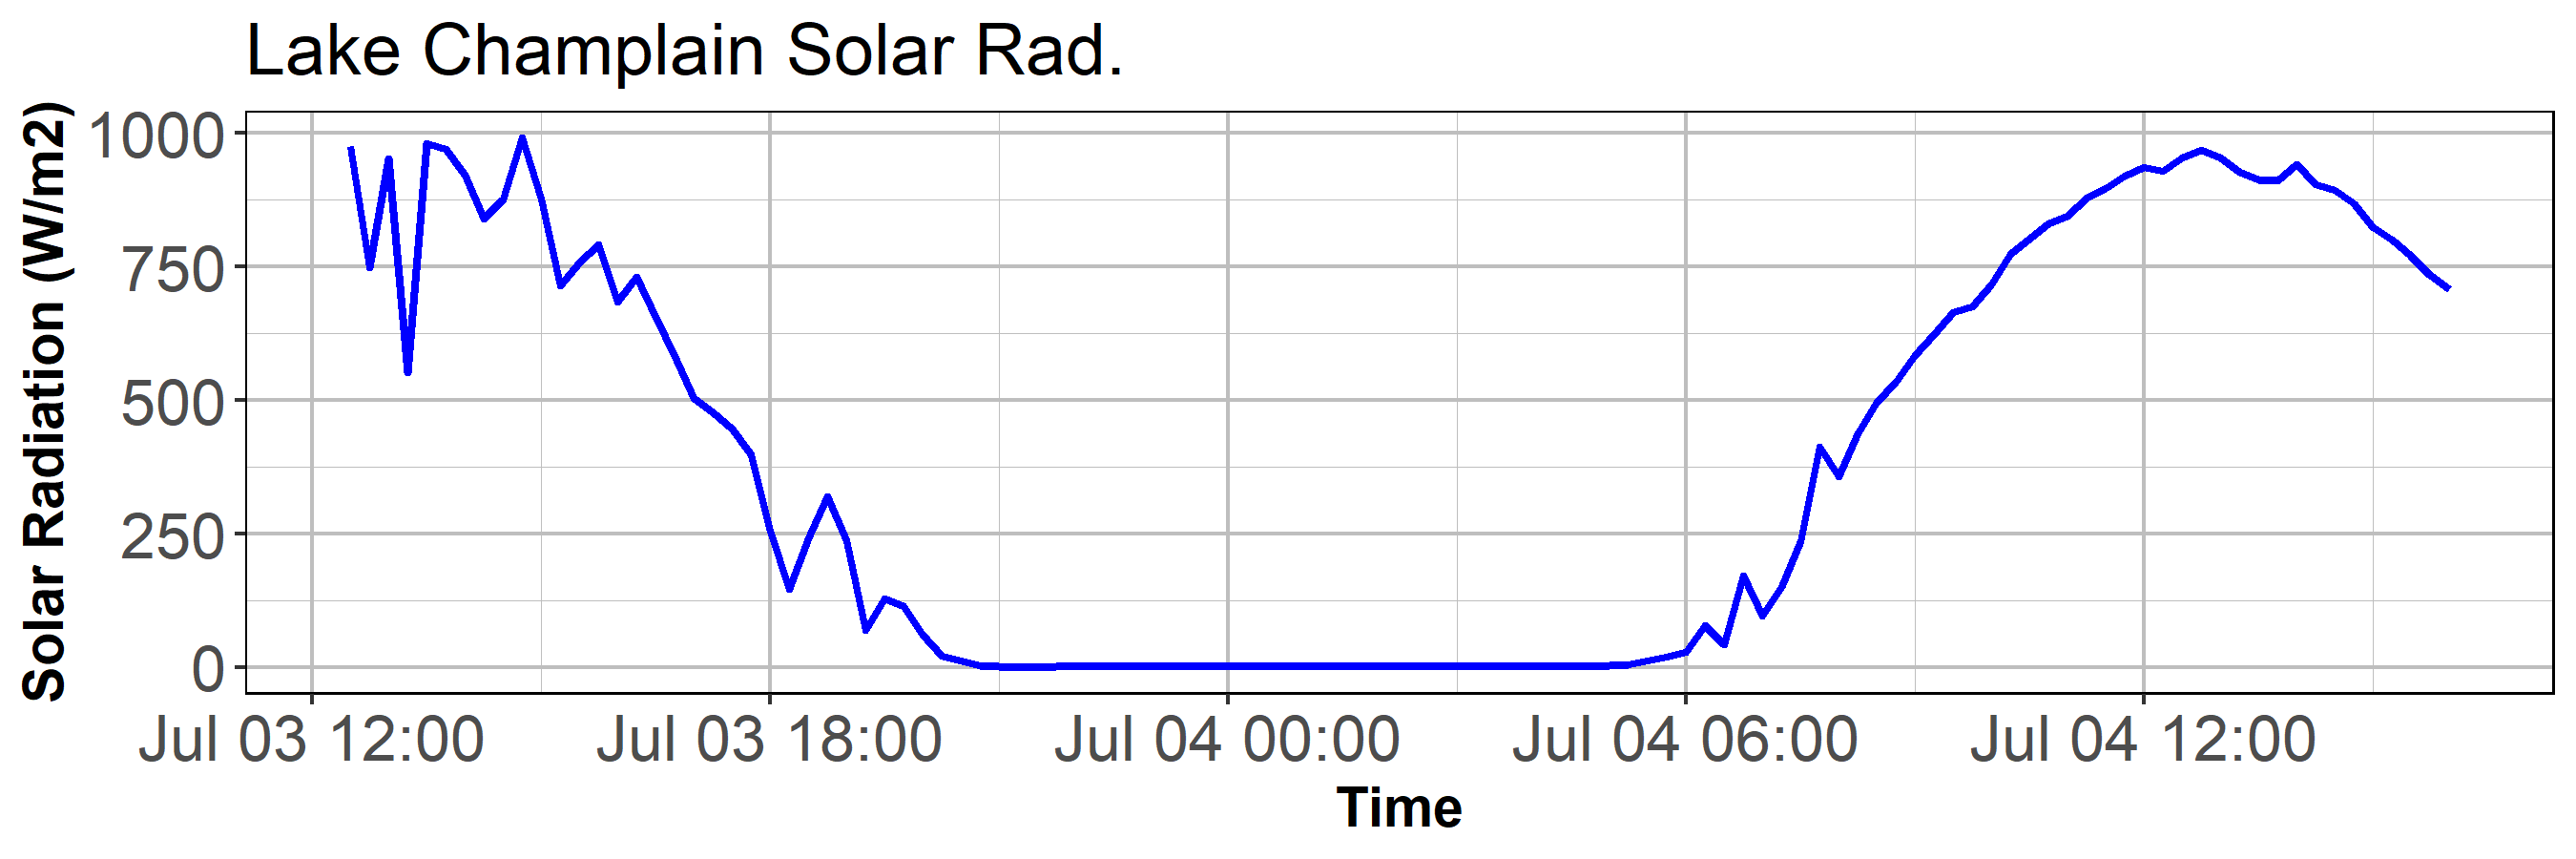 Lake Champlain Solar Rad.
Solar Radiation (W/m2)
1000
750
500
250
0
Jul 03 12:00 Jul 03 18:00 Jul 04 00:00 Jul 04 06:00 Jul 04 12:00
Time